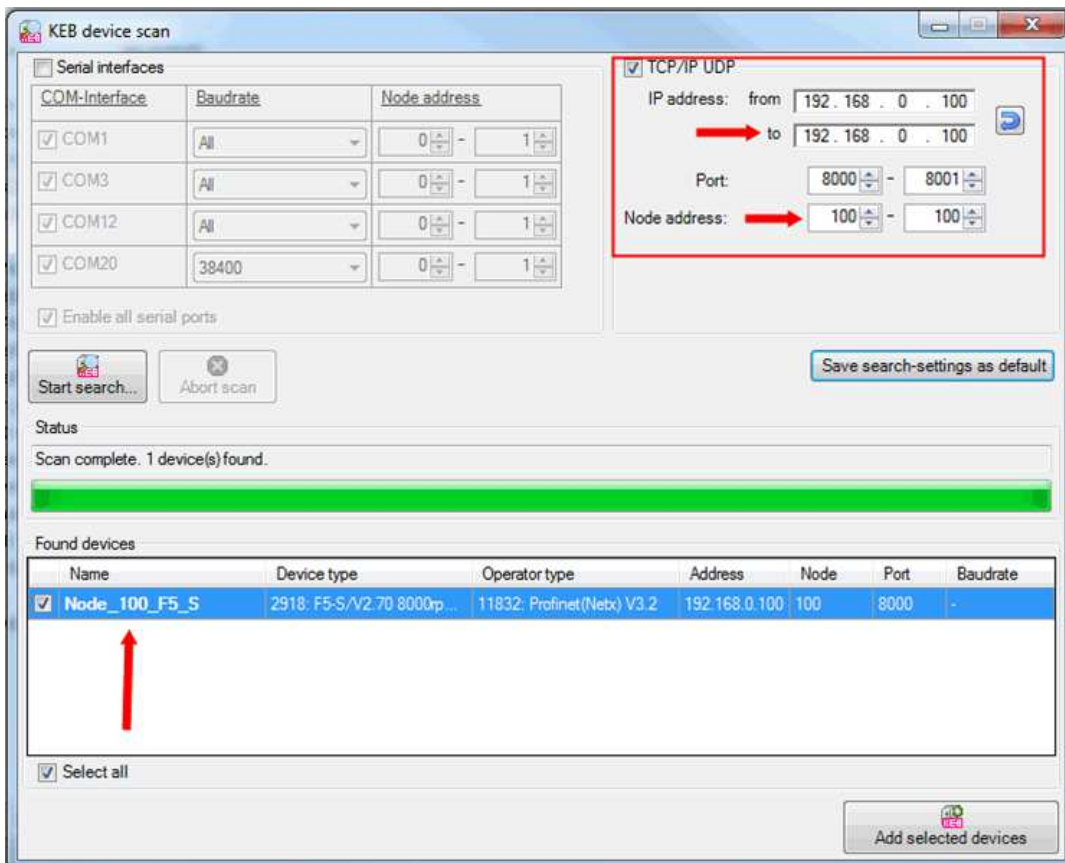 KEB device scan
Serial interfaces
COM-Interface Baudrate Node address
COM1 All 0 - 1
COM3 All 0 - 1
COM12 All 0 - 1
COM20 38400 0 - 1
Enable all serial ports
TCP/IP UDP
IP address: from 192 . 168 . 0 . 100
to 192 . 168 . 0 . 100
Port: 8000 - 8001
Node address: 100 - 100
Start search... Abort scan Save search-settings as default
Status
Scan complete. 1 device(s) found.
Found devices
Name Device type Operator type Address Node Port Baudrate
Node_100_F5_S 2918: F5-S/V2.70 8000rp... 11832: Profinet(Netx) V3.2 192.168.0.100 100 8000 -
Select all
Add selected devices